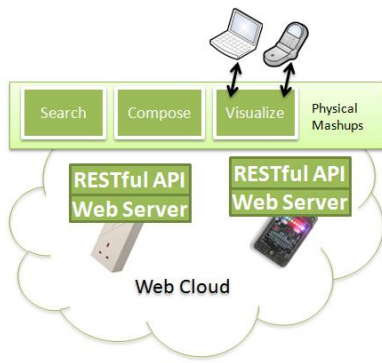 Search
Compose
Visualize
Physical
Mashups
RESTful API
Web Server
RESTful API
Web Server
Web Cloud